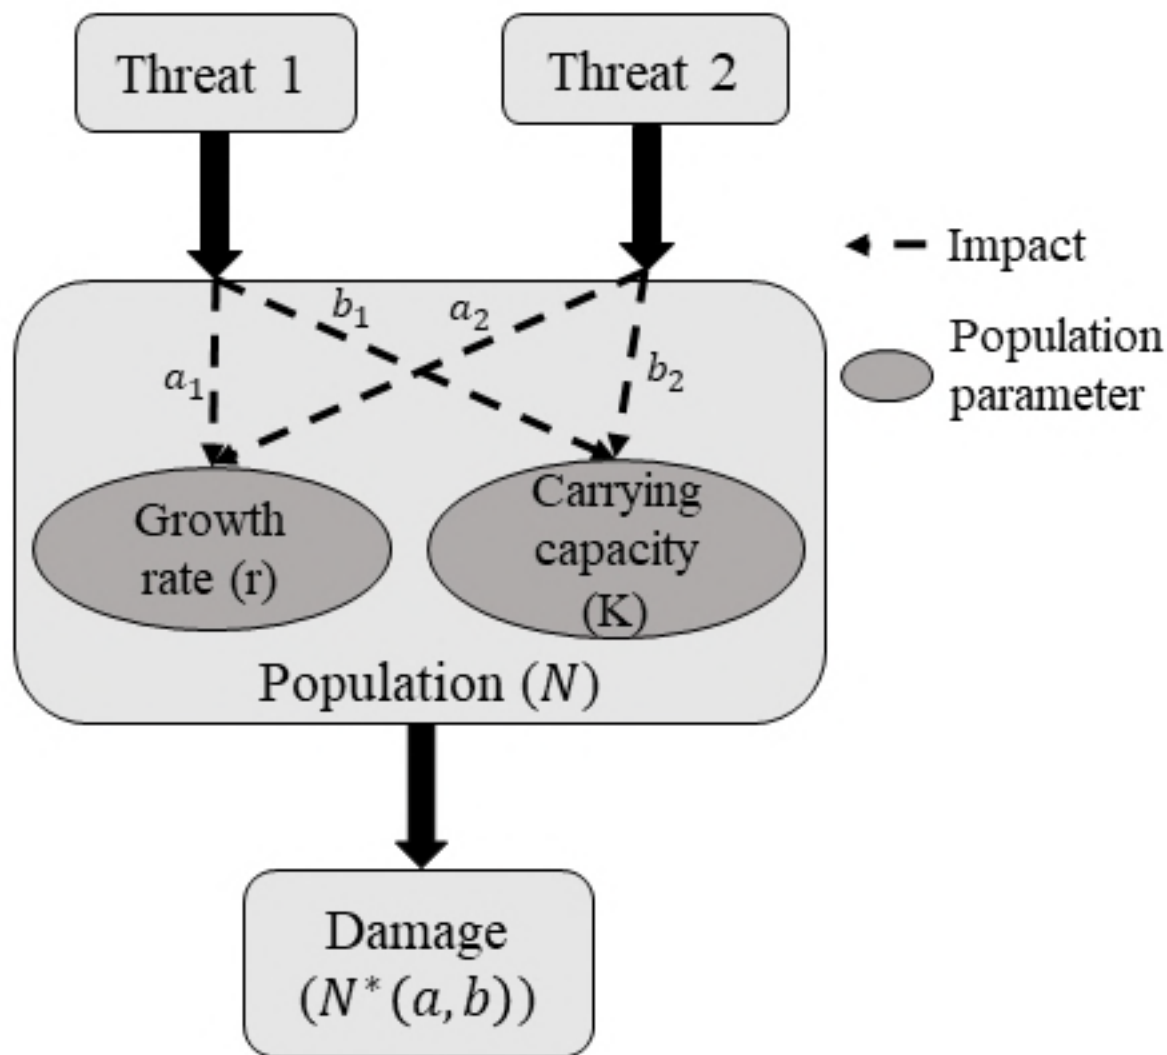 Threat 1
Threat 2
Impact
Population
parameter
b₁
a₂
a₁
b₂
Growth
rate (r)
Carrying
capacity
(K)
Population (N)
Damage
(N*(a, b))